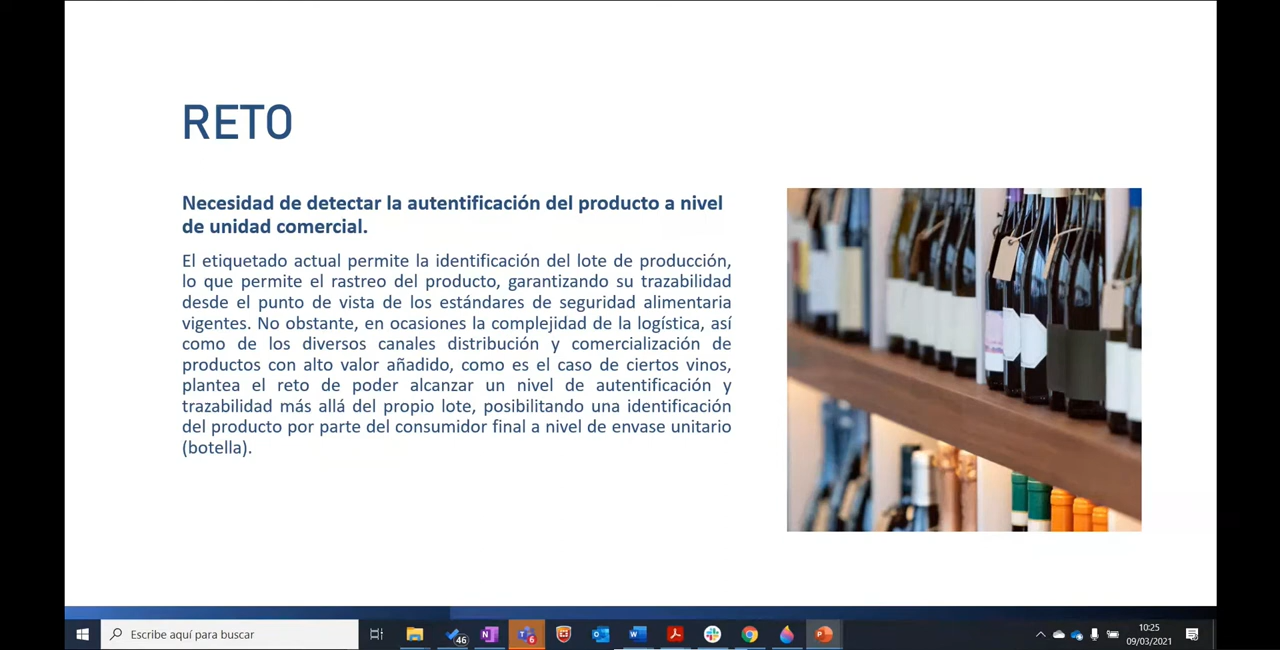 RETO
Necesidad de detectar la autentificación del producto a nivel
de unidad comercial.
El etiquetado actual permite la identificación del lote de producción,
lo que permite el rastreo del producto, garantizando su trazabilidad
desde el punto de vista de los estándares de seguridad alimentaria
vigentes. No obstante, en ocasiones la complejidad de la logística, así
como de los diversos canales distribución y comercialización de
productos con alto valor añadido, como es el caso de ciertos vinos,
plantea el reto de poder alcanzar un nivel de autentificación y
trazabilidad más allá del propio lote, posibilitando una identificación
del producto por parte del consumidor final a nivel de envase unitario
(botella).
Escribe aquí para buscar
46
6
10:25
09/03/2021